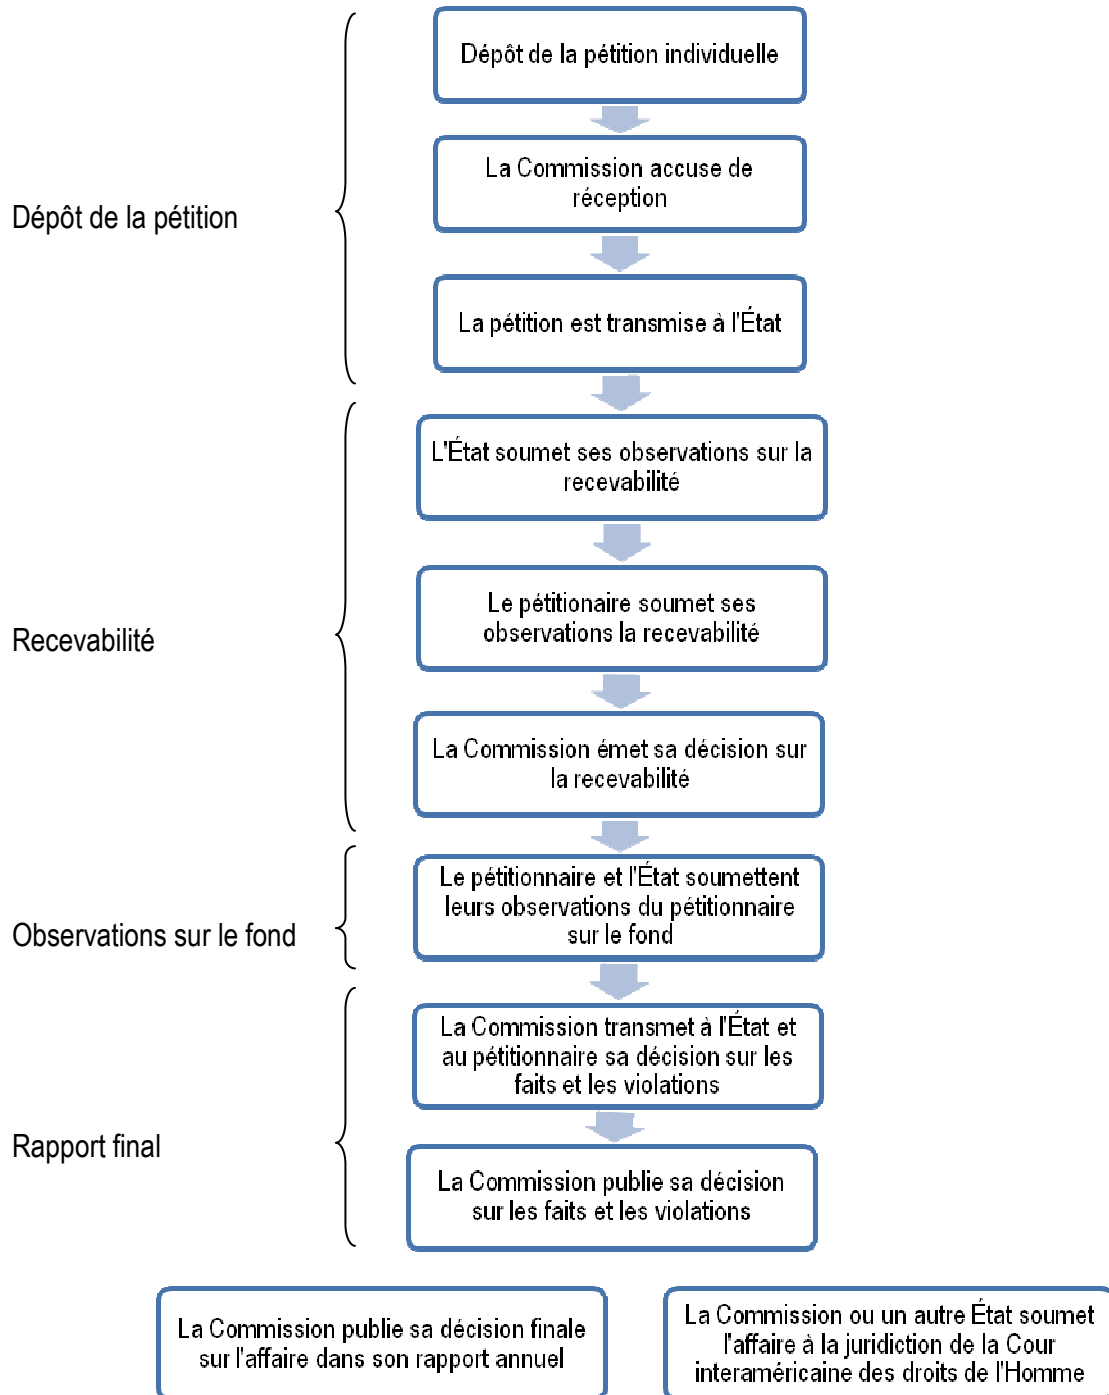 Dépôt de la pétition individuelle
La Commission accuse de
réception
Dépôt de la pétition
La pétition est transmise à l'État
L'État soumet ses observations sur la
recevabilité
Le pétitionaire soumet ses
observations la recevabilité
Recevabilité
La Commission émet sa décision sur
la recevabilité
Le pétitionnaire et l'État soumettent
leurs observations du pétitionnaire
sur le fond
Observations sur le fond
La Commission transmet à l'État et
au pétitionnaire sa décision sur les
faits et les violations
Rapport final
La Commission publie sa décision
sur les faits et les violations
La Commission publie sa décision finale
sur l'affaire dans son rapport annuel
La Commission ou un autre État soumet
l'affaire à la juridiction de la Cour
interaméricaine des droits de l'Homme